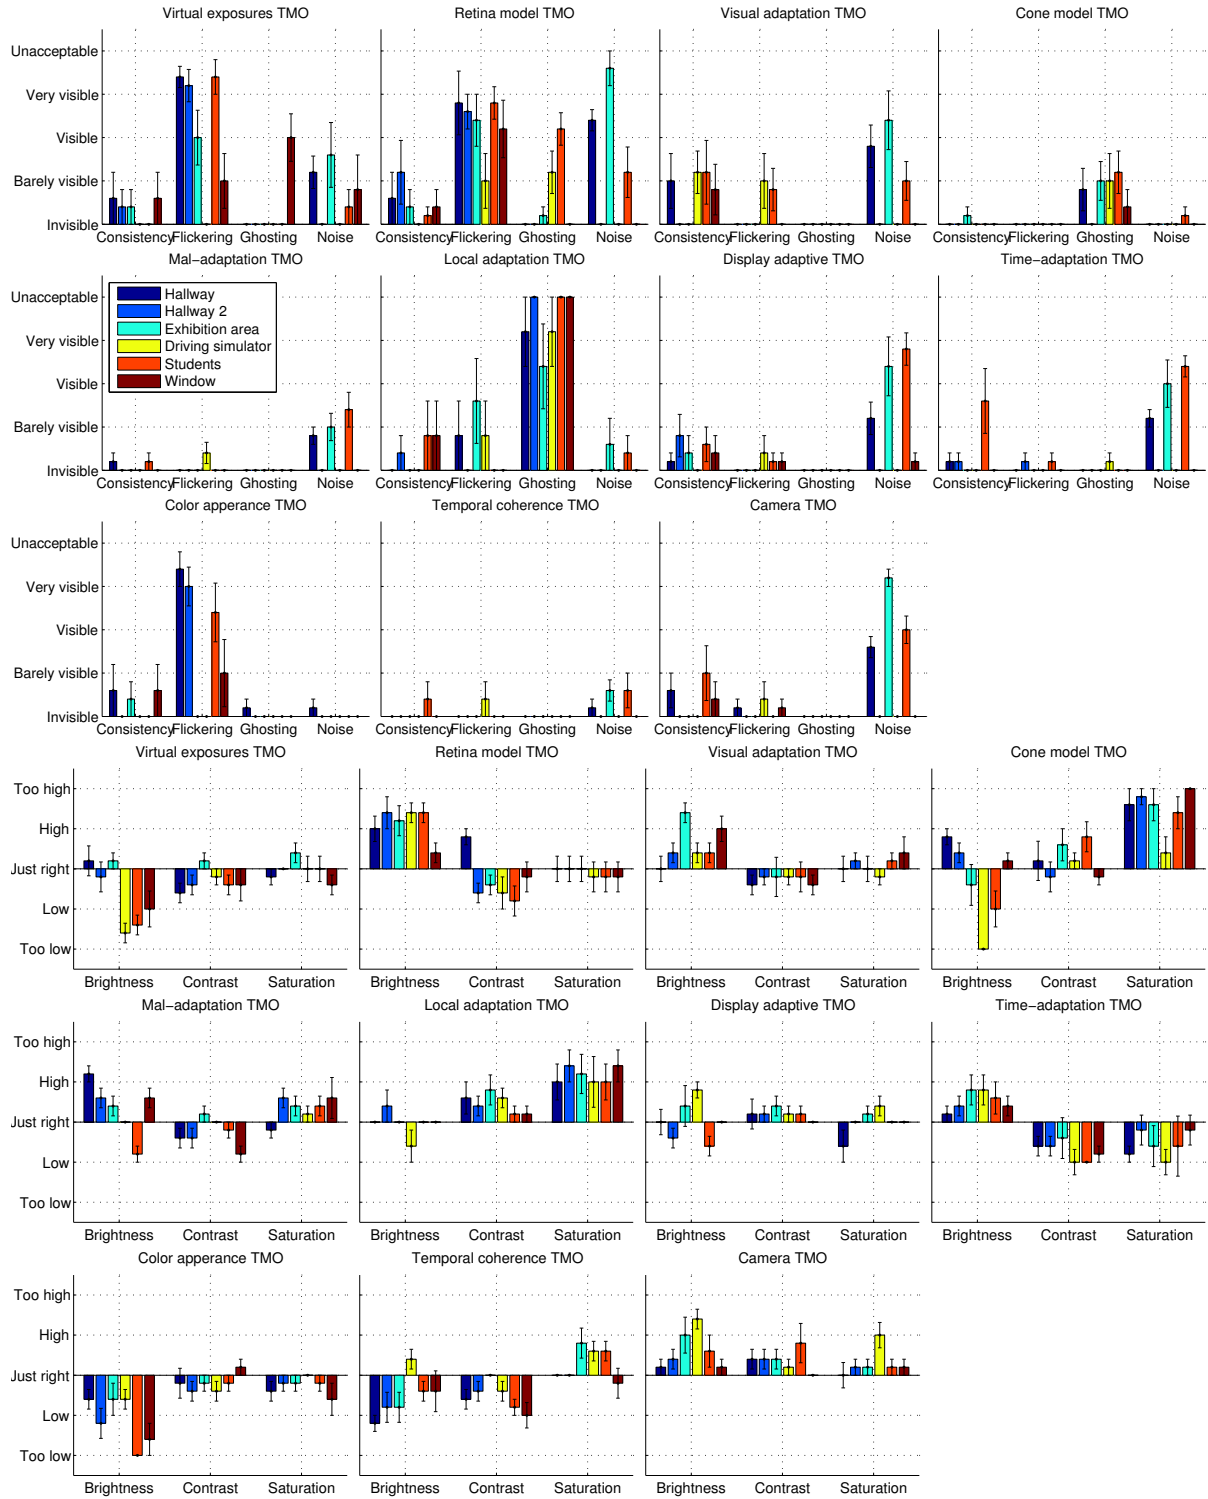 Virtual exposures TMO Retina model TMO Visual adaptation TMO Cone model TMO
Unacceptable
Very visible
Visible
Barely visible
Invisible
Consistency Flickering Ghosting Noise Consistency Flickering Ghosting Noise Consistency Flickering Ghosting Noise Consistency Flickering Ghosting Noise
Mal-adaptation TMO Local adaptation TMO Display adaptive TMO Time-adaptation TMO
Unacceptable
Very visible
Visible
Barely visible
Invisible
Hallway
Hallway 2
Exhibition area
Driving simulator
Students
Window
Consistency Flickering Ghosting Noise Consistency Flickering Ghosting Noise Consistency Flickering Ghosting Noise Consistency Flickering Ghosting Noise
Color apperance TMO Temporal coherence TMO Camera TMO
Unacceptable
Very visible
Visible
Barely visible
Invisible
Consistency Flickering Ghosting Noise Consistency Flickering Ghosting Noise Consistency Flickering Ghosting Noise
Virtual exposures TMO Retina model TMO Visual adaptation TMO Cone model TMO
Too high
High
Just right
Low
Too low
Brightness Contrast Saturation Brightness Contrast Saturation Brightness Contrast Saturation Brightness Contrast Saturation
Mal-adaptation TMO Local adaptation TMO Display adaptive TMO Time-adaptation TMO
Too high
High
Just right
Low
Too low
Brightness Contrast Saturation Brightness Contrast Saturation Brightness Contrast Saturation Brightness Contrast Saturation
Color apperance TMO Temporal coherence TMO Camera TMO
Too high
High
Just right
Low
Too low
Brightness Contrast Saturation Brightness Contrast Saturation Brightness Contrast Saturation